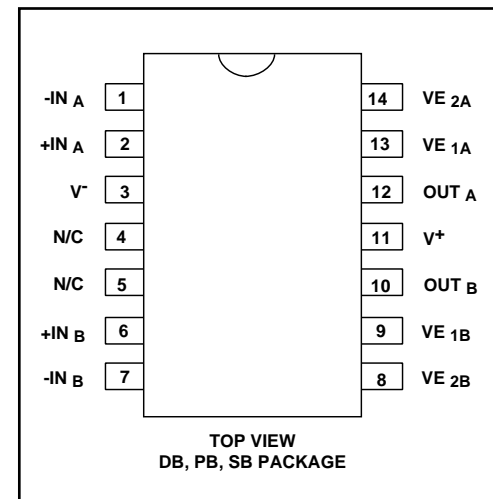 -IN A 1 14 VE 2A
+IN A 2 13 VE 1A
V- 3 12 OUT A
N/C 4 11 V+
N/C 5 10 OUT B
+IN B 6 9 VE 1B
-IN B 7 8 VE 2B
TOP VIEW
DB, PB, SB PACKAGE